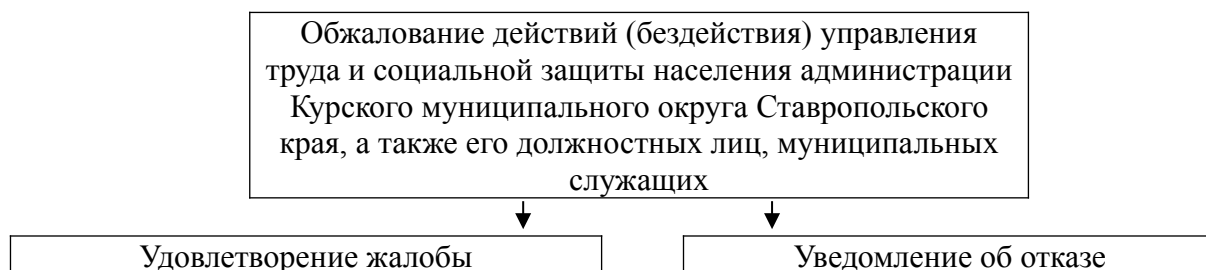 Обжалование действий (бездействия) управления
труда и социальной защиты населения администрации
Курского муниципального округа Ставропольского
края, а также его должностных лиц, муниципальных
служащих
Удовлетворение жалобы
Уведомление об отказе